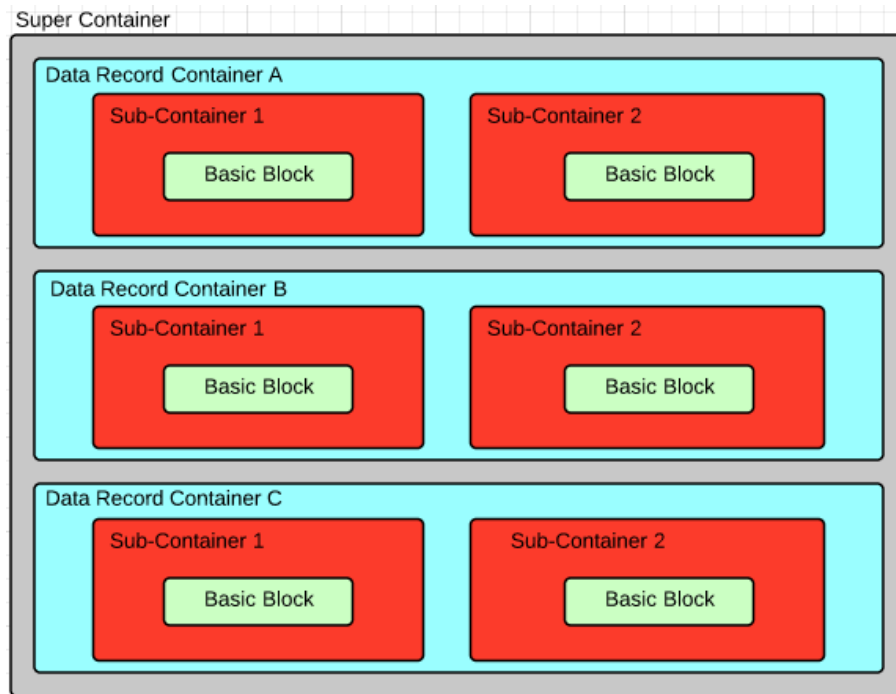 Super Container
Data Record Container A
Sub-Container 1
Sub-Container 2
Basic Block
Basic Block
Data Record Container B
Sub-Container 1
Sub-Container 2
Basic Block
Basic Block
Data Record Container C
Sub-Container 1
Sub-Container 2
Basic Block
Basic Block